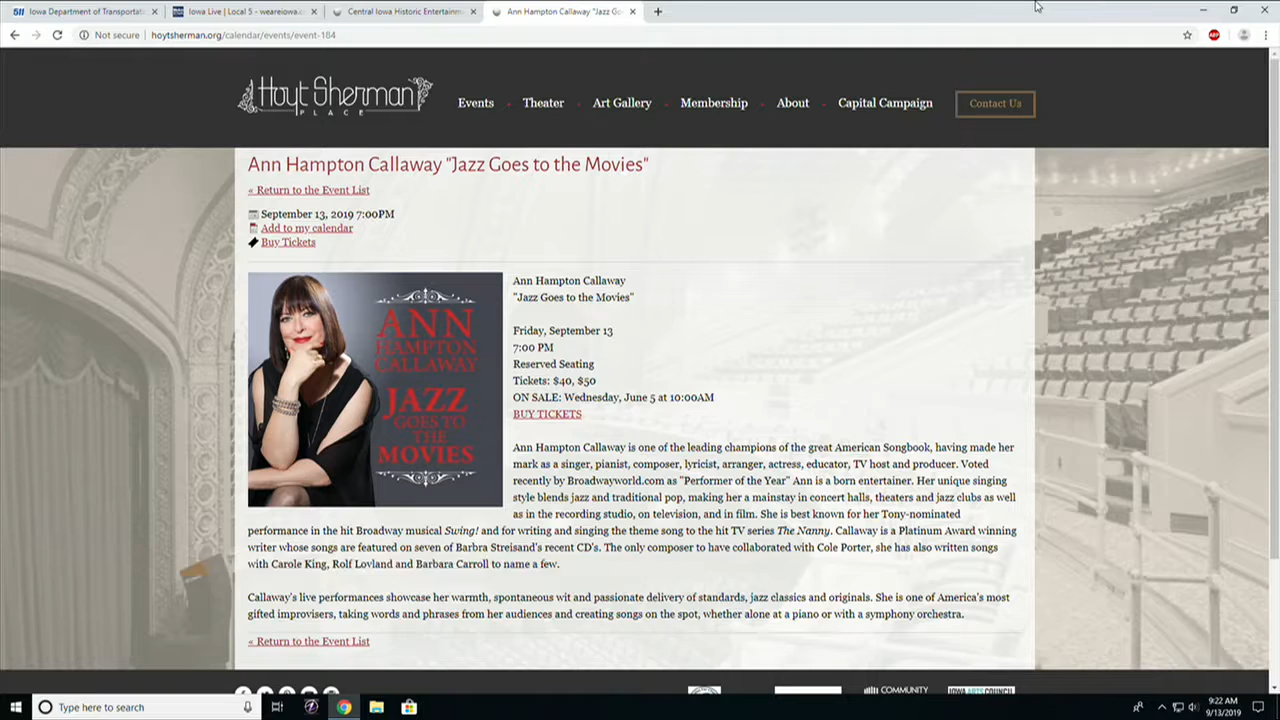 511 Iowa Department of Transportat
Iowa Live | Local 5 - weareiowa.c
Central Iowa Historic Entertainm
Ann Hampton Callaway "Jazz Go
Not secure
hoytsherman.org/calendar/events/event-184
ABP
Hoyt Sherman
PLACE
Events
Theater
Art Gallery
Membership
About
Capital Campaign
Contact Us
Ann Hampton Callaway "Jazz Goes to the Movies"
« Return to the Event List
September 13, 2019 7:00PM
Add to my calendar
Buy Tickets
ANN
HAMPTON
CALLAWAY
JAZZ
GOES TO
THE
MOVIES
Ann Hampton Callaway
"Jazz Goes to the Movies"
Friday, September 13
7:00 PM
Reserved Seating
Tickets: $40, $50
ON SALE: Wednesday, June 5 at 10:00AM
BUY TICKETS
Ann Hampton Callaway is one of the leading champions of the great American Songbook, having made her
mark as a singer, pianist, composer, lyricist, arranger, actress, educator, TV host and producer. Voted
recently by Broadwayworld.com as "Performer of the Year" Ann is a born entertainer. Her unique singing
style blends jazz and traditional pop, making her a mainstay in concert halls, theaters and jazz clubs as well
as in the recording studio, on television, and in film. She is best known for her Tony-nominated
performance in the hit Broadway musical Swing! and for writing and singing the theme song to the hit TV series The Nanny. Callaway is a Platinum Award winning
writer whose songs are featured on seven of Barbra Streisand's recent CD's. The only composer to have collaborated with Cole Porter, she has also written songs
with Carole King, Rolf Lovland and Barbara Carroll to name a few.
Callaway's live performances showcase her warmth, spontaneous wit and passionate delivery of standards, jazz classics and originals. She is one of America's most
gifted improvisers, taking words and phrases from her audiences and creating songs on the spot, whether alone at a piano or with a symphony orchestra.
« Return to the Event List
COMMUNITY
IOWA ARTS COUNCIL
Type here to search
9:22 AM
9/13/2019